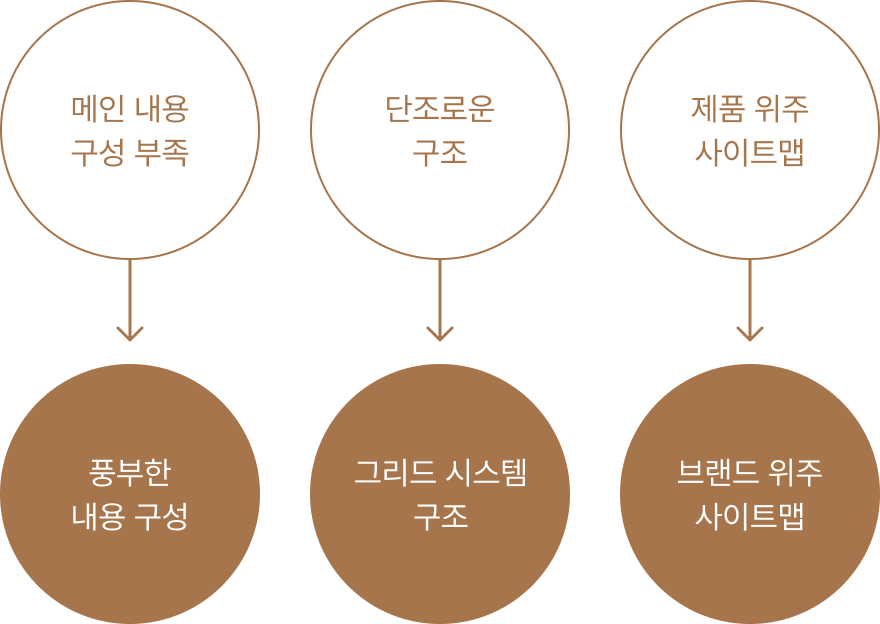 메인 내용
구성 부족
단조로운
구조
제품 위주
사이트맵
풍부한
내용 구성
그리드 시스템
구조
브랜드 위주
사이트맵